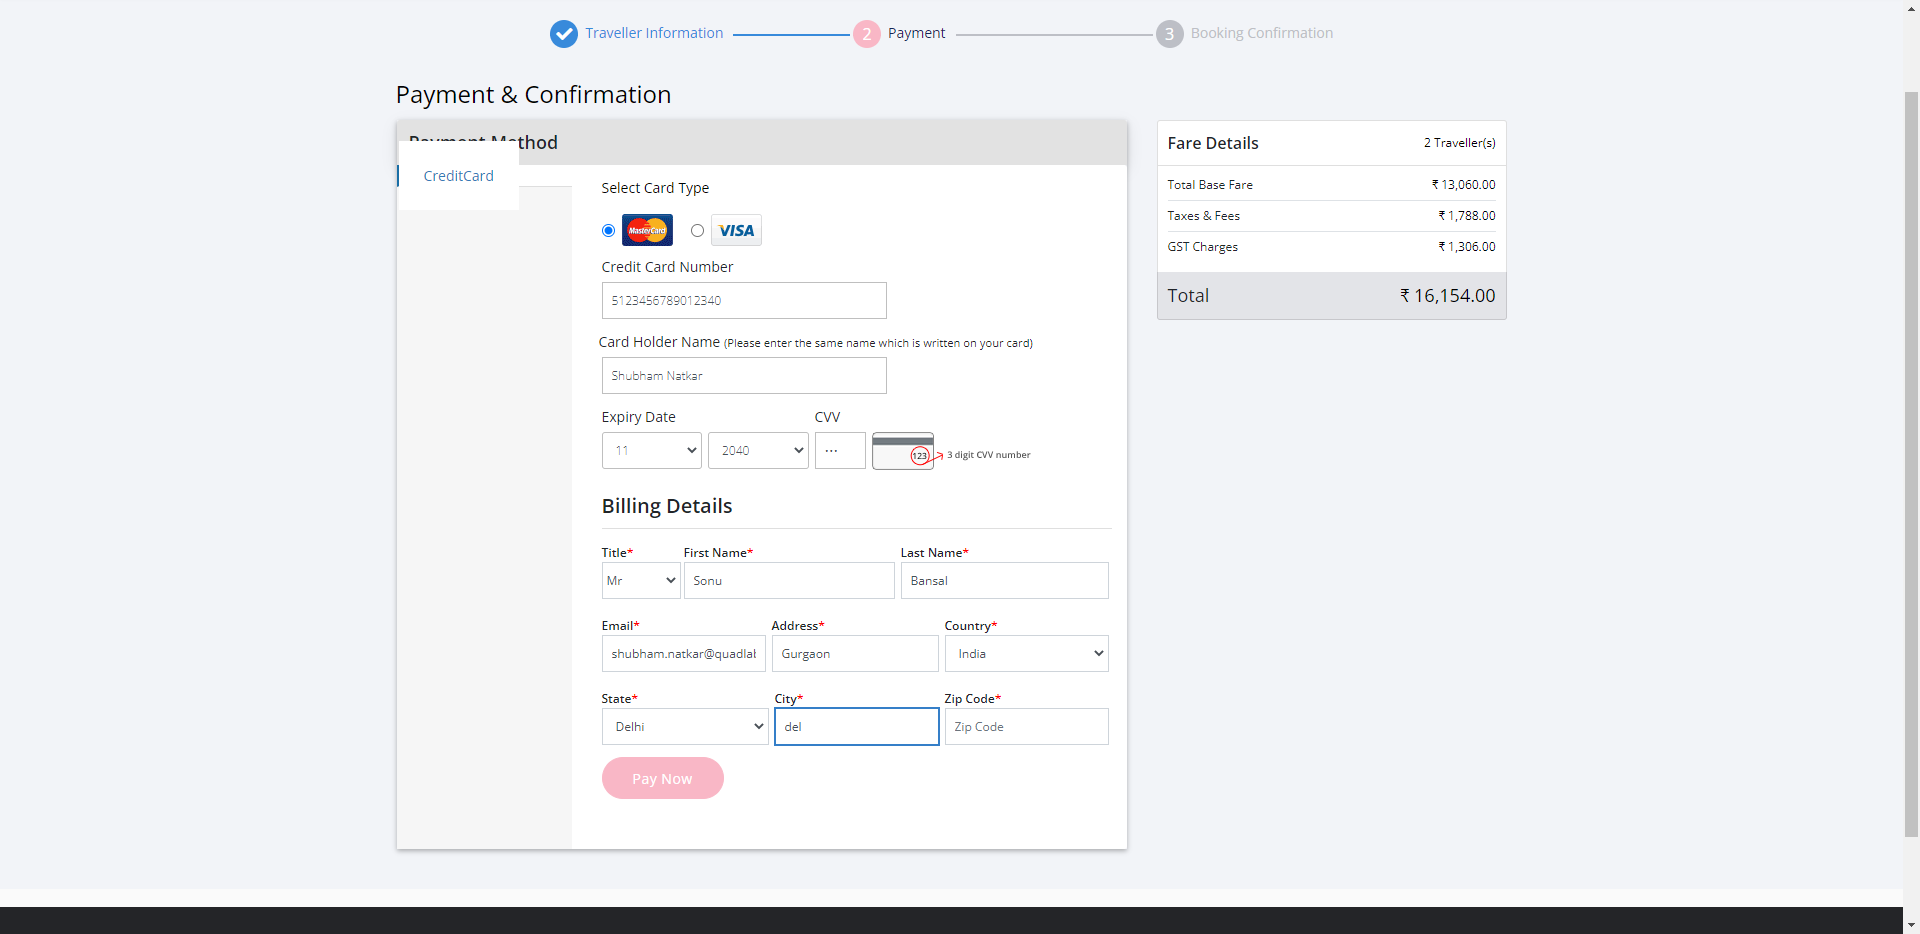 Traveller Information
2 Payment
3 Booking Confirmation
Payment & Confirmation
Payment Method
CreditCard
Select Card Type
MasterCard
VISA
Credit Card Number
5123456789012340
Card Holder Name (Please enter the same name which is written on your card)
Shubham Natkar
Expiry Date CVV
11 2040 ...
123 3 digit CVV number
Billing Details
Title* First Name* Last Name*
Mr Sonu Bansal
Email* Address* Country*
shubham.natkar@quadlab Gurgaon India
State* City* Zip Code*
Delhi del Zip Code
Pay Now
Fare Details 2 Traveller(s)
Total Base Fare ₹ 13,060.00
Taxes & Fees ₹ 1,788.00
GST Charges ₹ 1,306.00
Total ₹ 16,154.00